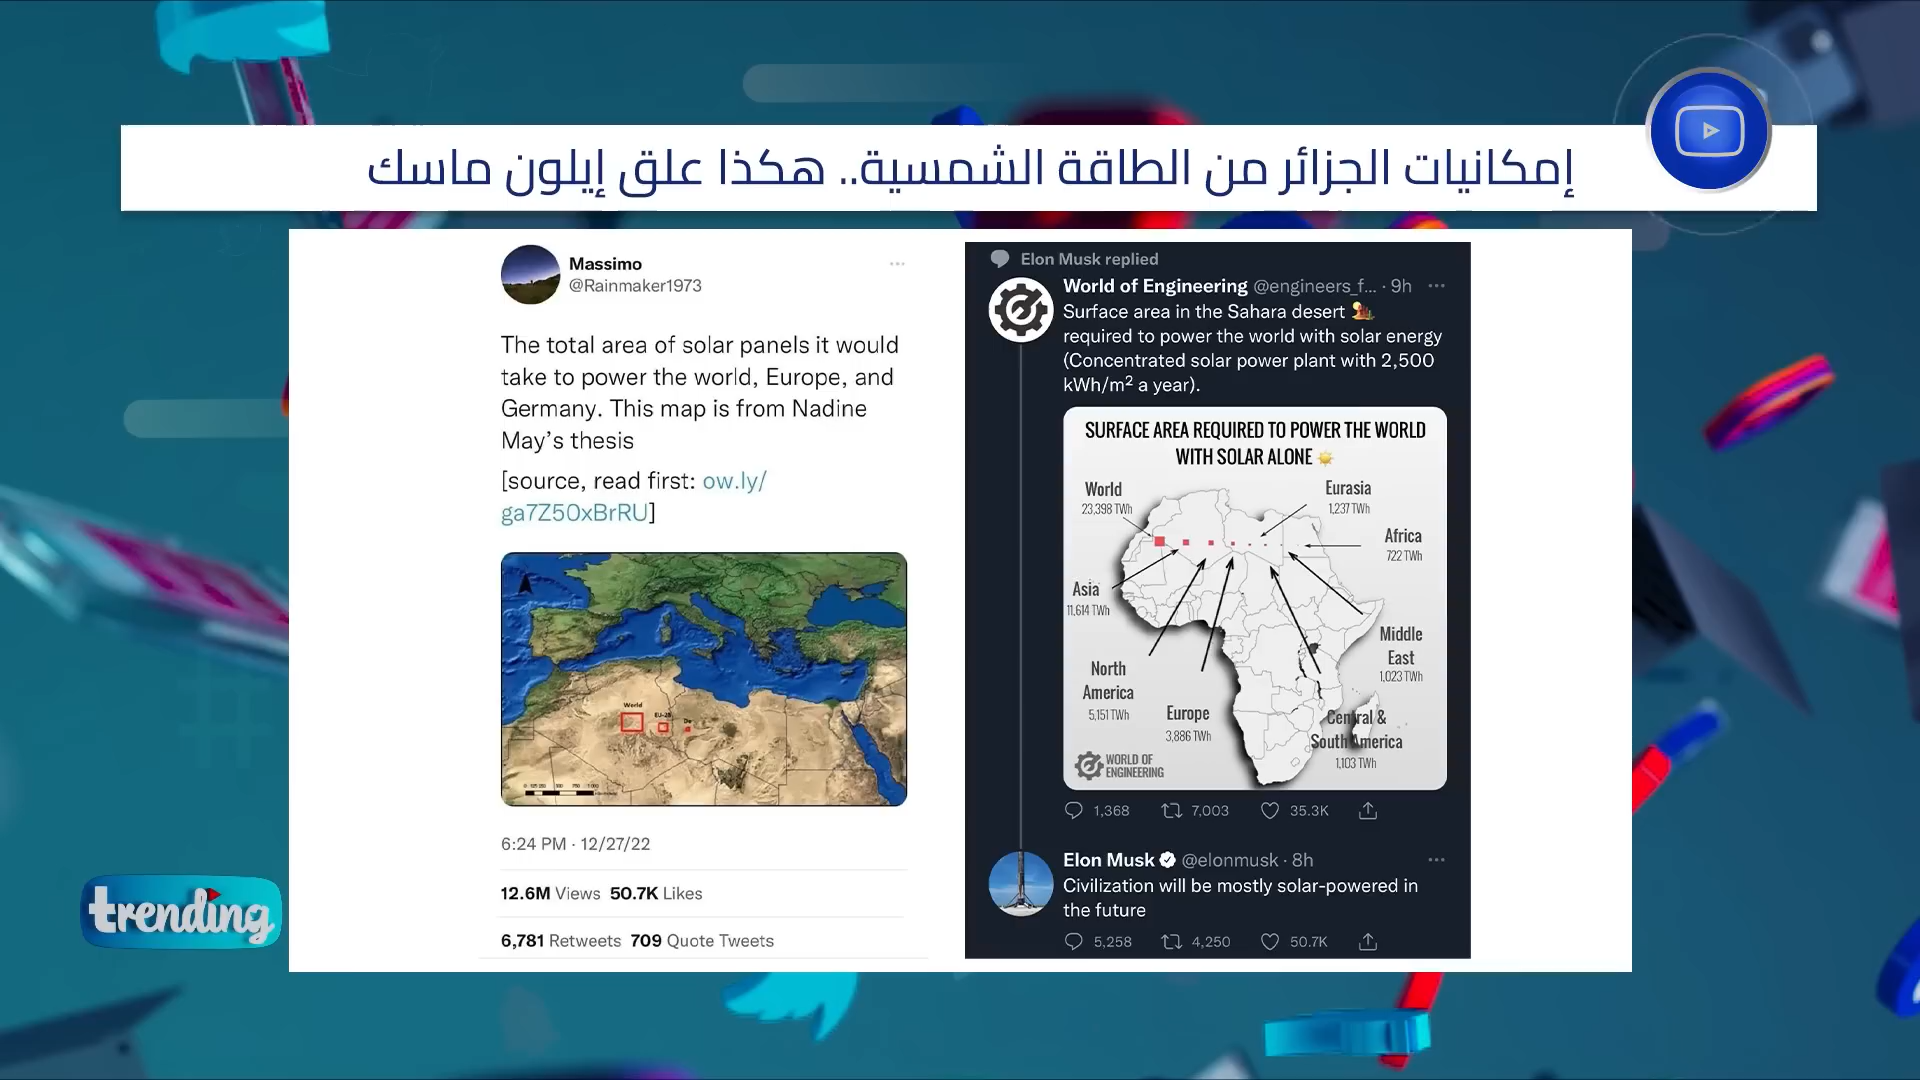 إمكانيات الجزائر من الطاقة الشمسية.. هكذا علق إيلون ماسك
Massimo
@Rainmaker1973
The total area of solar panels it would
take to power the world, Europe, and
Germany. This map is from Nadine
May's thesis
[source, read first: ow.ly/
ga7Z50xBrRU]
World
EU-25
De
6:24 PM · 12/27/22
12.6M Views 50.7K Likes
6,781 Retweets 709 Quote Tweets
Elon Musk replied
World of Engineering @engineers_f... · 9h
Surface area in the Sahara desert
required to power the world with solar energy
(Concentrated solar power plant with 2,500
kWh/m² a year).
SURFACE AREA REQUIRED TO POWER THE WORLD
WITH SOLAR ALONE
World
23,398 TWh
Eurasia
1,237 TWh
Africa
722 TWh
Asia
11,614 TWh
Middle
East
1,023 TWh
North
America
5,151 TWh
Europe
3,886 TWh
Central &
South America
1,103 TWh
WORLD OF
ENGINEERING
1,368 7,003 35.3K
Elon Musk @elonmusk · 8h
Civilization will be mostly solar-powered in
the future
5,258 4,250 50.7K
trending